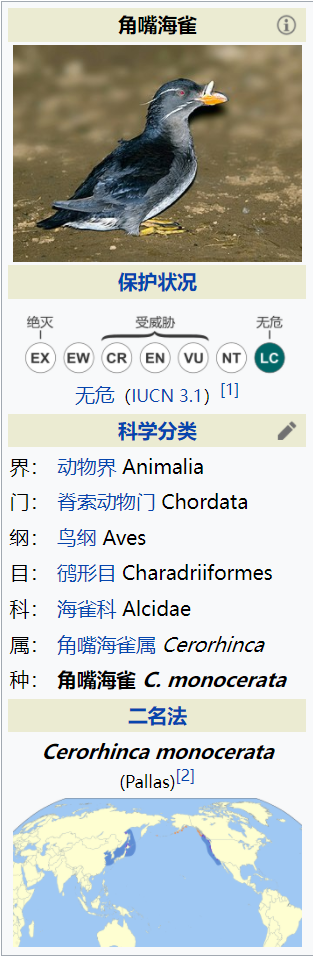 角嘴海雀
保护状况
绝灭 受威胁 无危
EX EW CR EN VU NT LC
无危（IUCN 3.1）[1]
科学分类
界： 动物界 Animalia
门： 脊索动物门 Chordata
纲： 鸟纲 Aves
目： 鸻形目 Charadriiformes
科： 海雀科 Alcidae
属： 角嘴海雀属 Cerorhinca
种： 角嘴海雀 C. monocerata
二名法
Cerorhinca monocerata
(Pallas)[2]